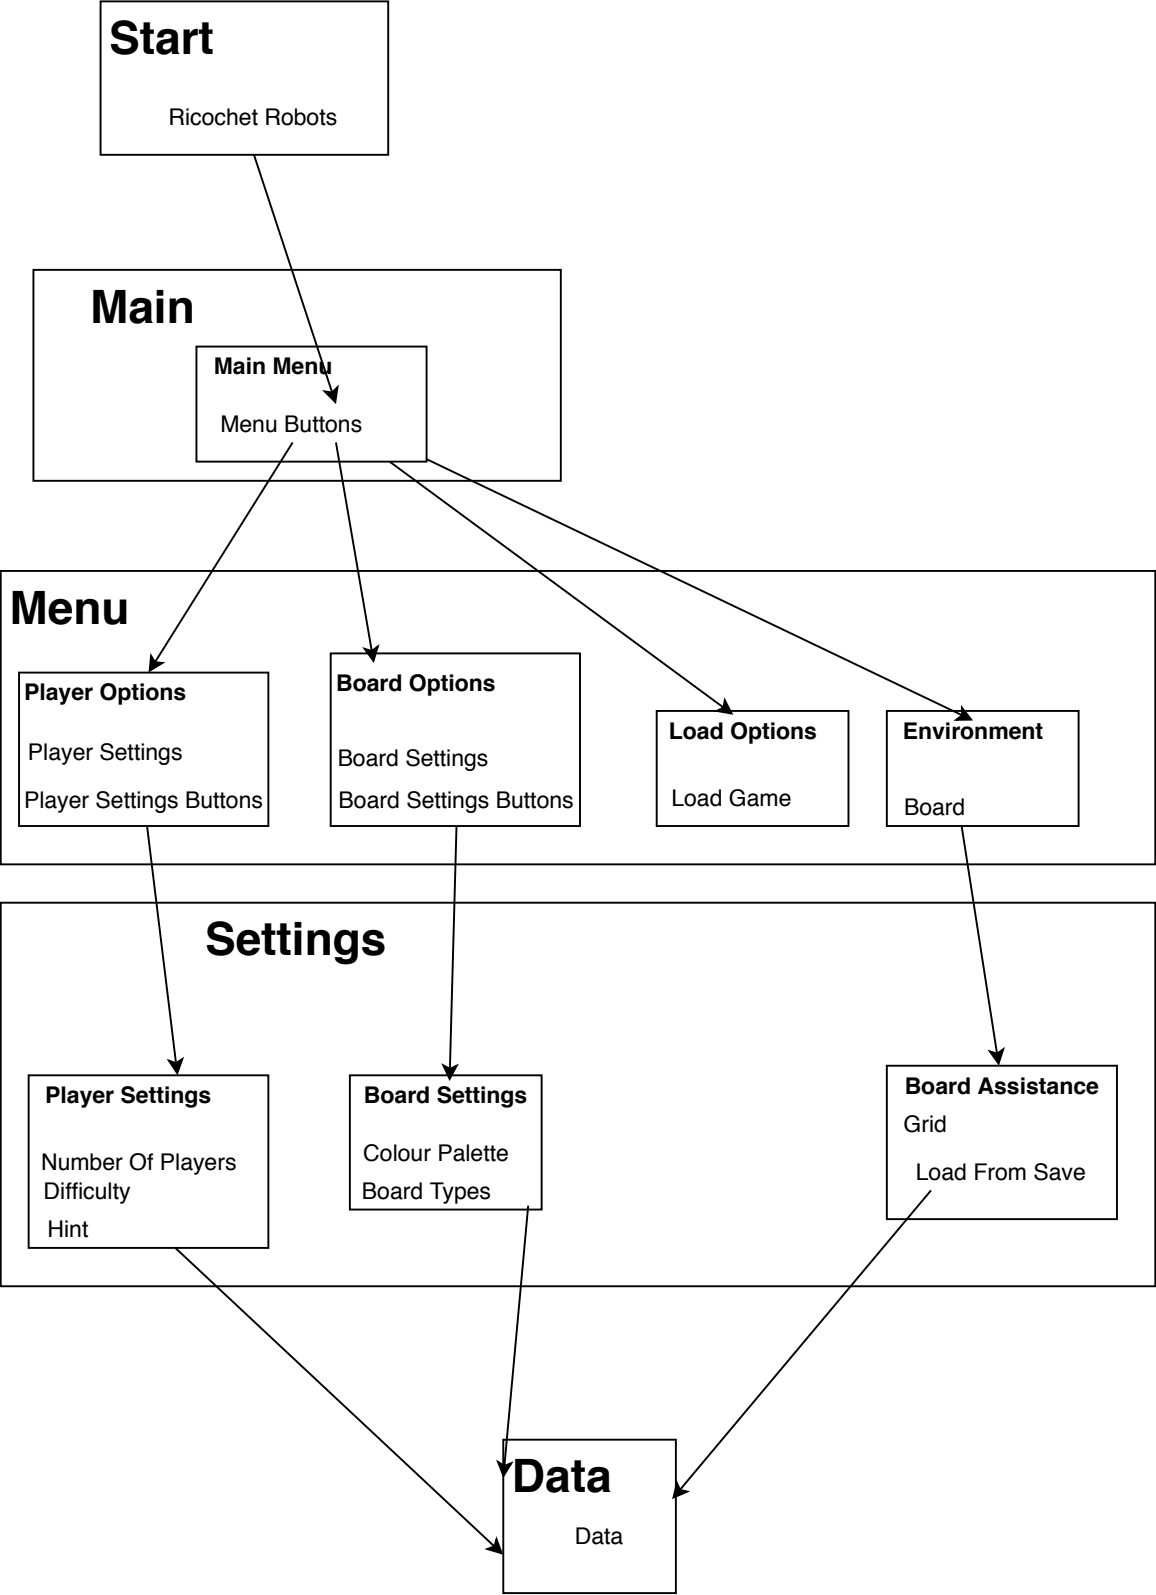 Start
Ricochet Robots
Main
Main Menu
Menu Buttons
Menu
Player Options
Player Settings
Player Settings Buttons
Board Options
Board Settings
Board Settings Buttons
Load Options
Load Game
Environment
Board
Settings
Player Settings
Number Of Players
Difficulty
Hint
Board Settings
Colour Palette
Board Types
Board Assistance
Grid
Load From Save
Data
Data